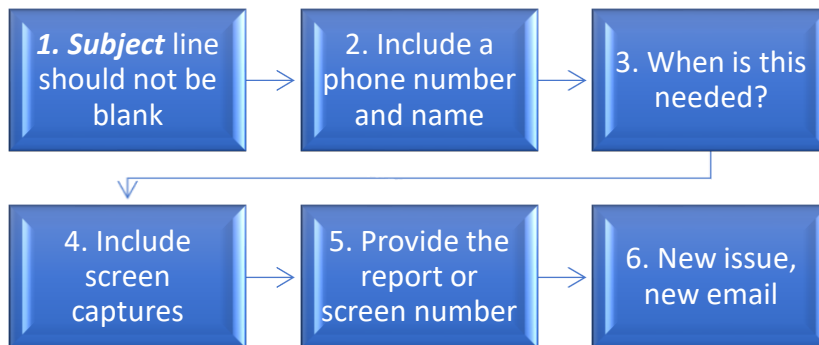 1. Subject line
should not be
blank
2. Include a
phone number
and name
3. When is this
needed?
4. Include
screen
captures
5. Provide the
report or
screen number
6. New issue,
new email